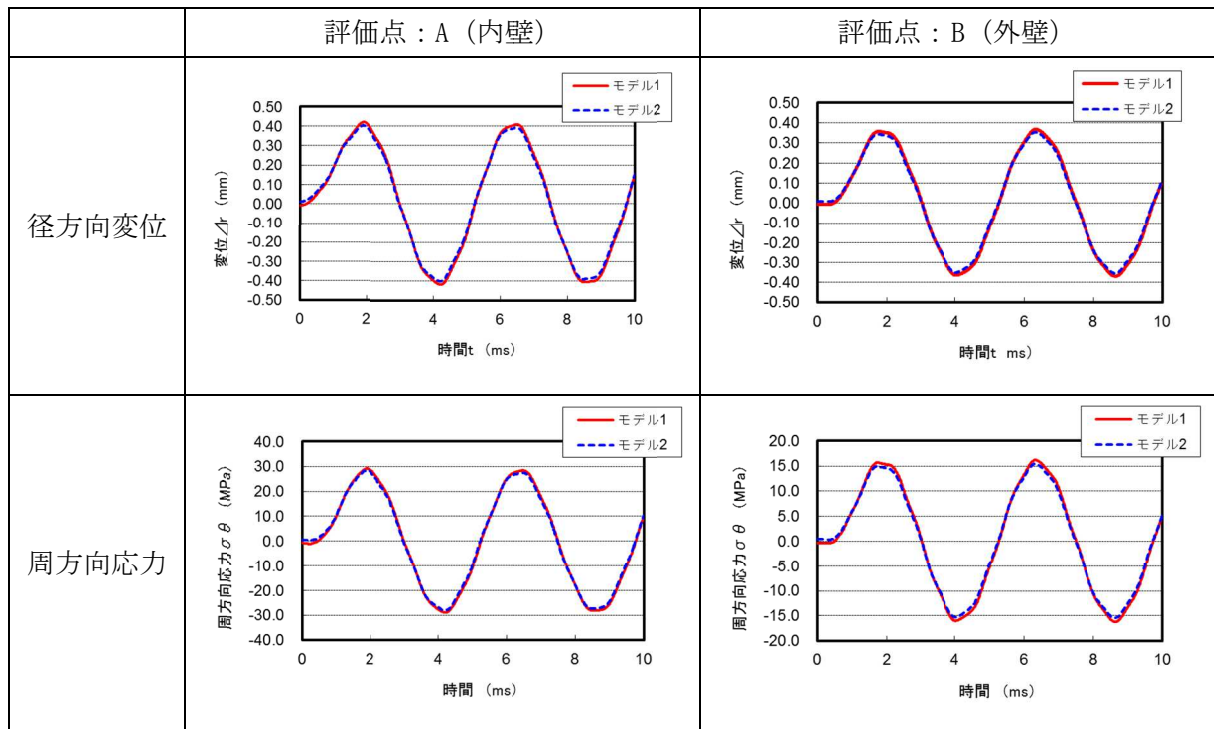 評価点：A（内壁）
評価点：B（外壁）
径方向変位
モデル1
モデル2
変位⊿r (mm)
0.50
0.40
0.30
0.20
0.10
0.00
-0.10
-0.20
-0.30
-0.40
-0.50
0 2 4 6 8 10
時間t (ms)
モデル1
モデル2
変位⊿r (mm)
0.50
0.40
0.30
0.20
0.10
0.00
-0.10
-0.20
-0.30
-0.40
-0.50
0 2 4 6 8 10
時間t ms)
周方向応力
モデル1
モデル2
周方向応力σθ (MPa)
40.0
30.0
20.0
10.0
0.0
-10.0
-20.0
-30.0
-40.0
0 2 4 6 8 10
時間 (ms)
モデル1
モデル2
周方向応力σθ (MPa)
20.0
15.0
10.0
5.0
0.0
-5.0
-10.0
-15.0
-20.0
0 2 4 6 8 10
時間 (ms)